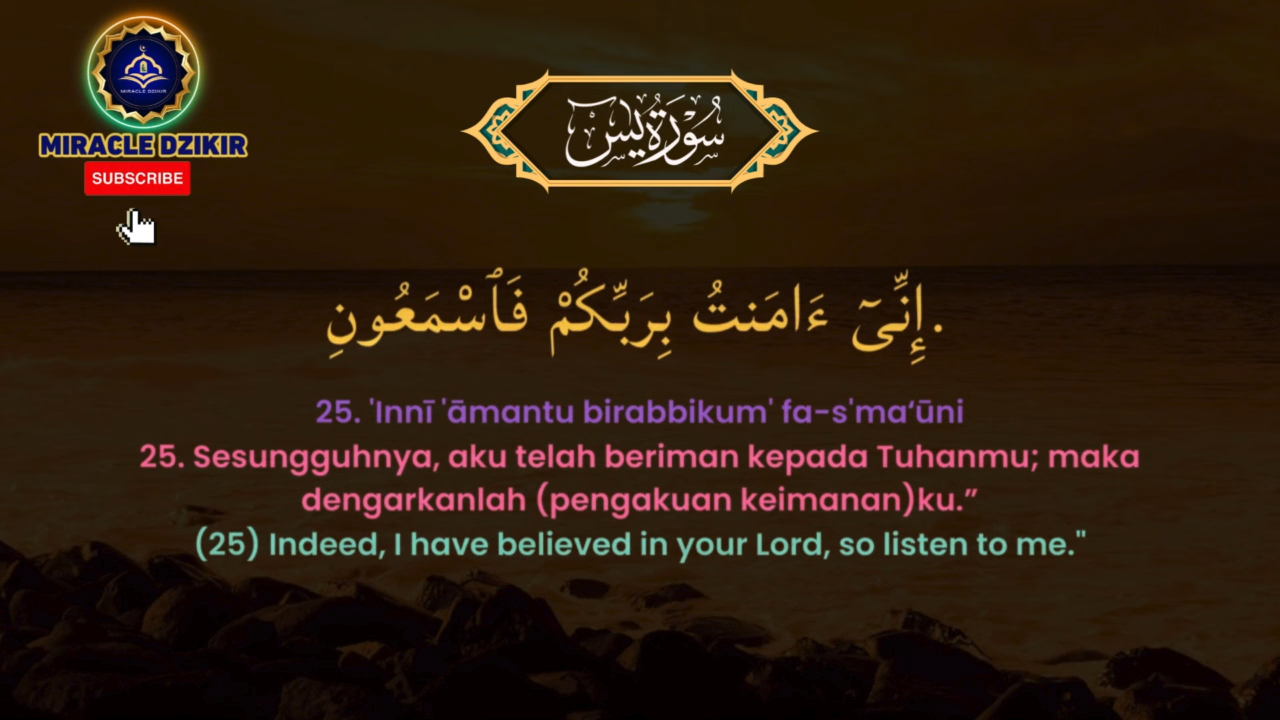 MIRACLE DZIKIR
MIRACLE DZIKIR
SUBSCRIBE
سُورَةُ يس
إِنِّىٓ ءَامَنتُ بِرَبِّكُمْ فَٱسْمَعُونِ.
25. 'Innī 'āmantu birabbikum' fa-s'ma‘ūni
25. Sesungguhnya, aku telah beriman kepada Tuhanmu; maka
dengarkanlah (pengakuan keimanan)ku.”
(25) Indeed, I have believed in your Lord, so listen to me."